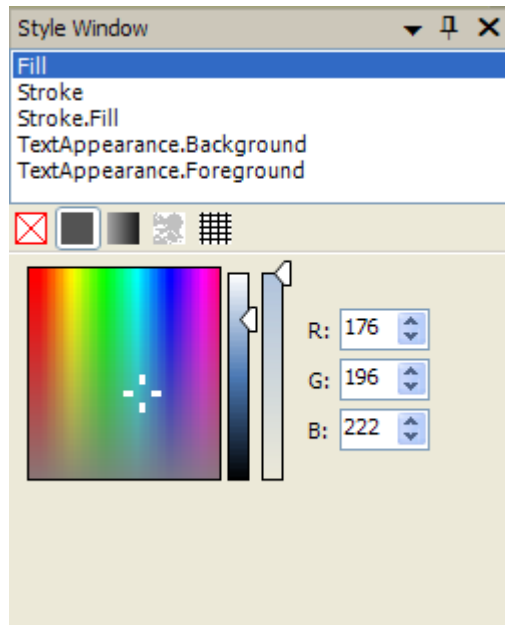 Style Window
Fill
Stroke
Stroke.Fill
TextAppearance.Background
TextAppearance.Foreground
R: 176
G: 196
B: 222